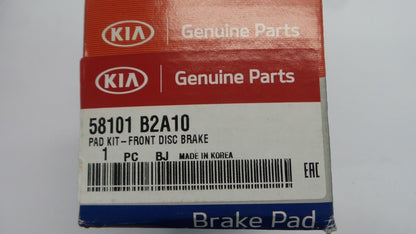 KIA Genuine Parts
KIA Genuine Parts
58101 B2A10
PAD KIT-FRONT DISC BRAKE
1 PC BJ MADE IN KOREA
EAC
Brake Pad